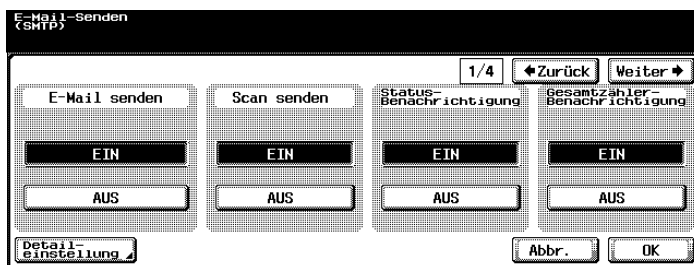 E-Mail-Senden
(SMTP)
1/4
Zurück
Weiter
E-Mail senden
Scan senden
Status-
Benachrichtigung
Gesamtzähler-
Benachrichtigung
EIN
EIN
EIN
EIN
AUS
AUS
AUS
AUS
Detail-
einstellung
Abbr.
OK